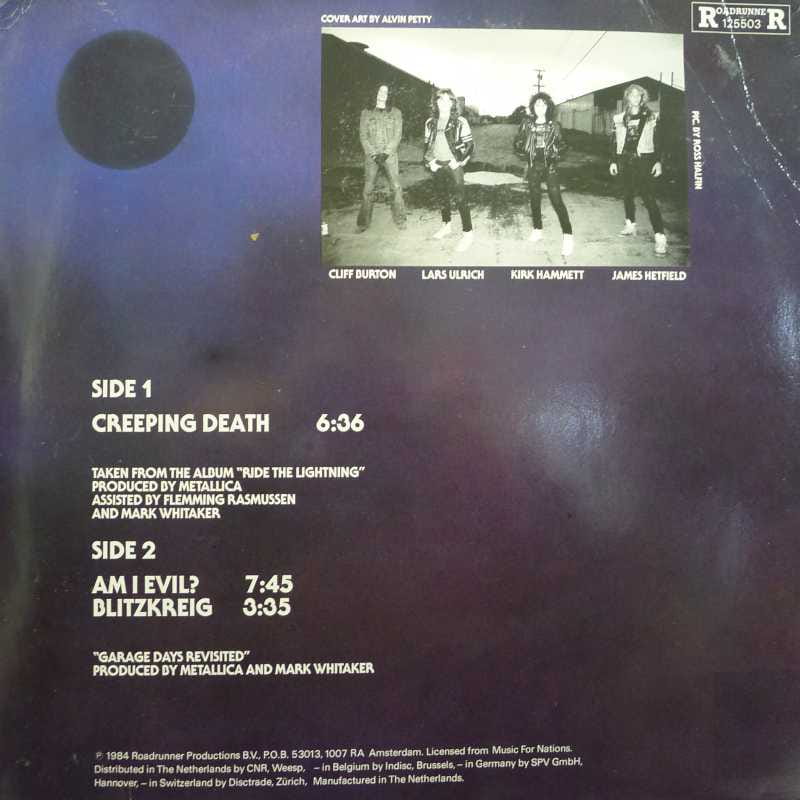 COVER ART BY ALVIN PETTY
ROADRUNNER
125503
PIC. BY ROSS HALFIN
CLIFF BURTON LARS ULRICH KIRK HAMMETT JAMES HETFIELD
SIDE 1
CREEPING DEATH 6:36
TAKEN FROM THE ALBUM "RIDE THE LIGHTNING"
PRODUCED BY METALLICA
ASSISTED BY FLEMMING RASMUSSEN
AND MARK WHITAKER
SIDE 2
AM I EVIL? 7:45
BLITZKREIG 3:35
"GARAGE DAYS REVISITED"
PRODUCED BY METALLICA AND MARK WHITAKER
℗ 1984 Roadrunner Productions B.V., P.O.B. 53013, 1007 RA Amsterdam. Licensed from Music For Nations.
Distributed in The Netherlands by CNR, Weesp, – in Belgium by Indisc, Brussels, – in Germany by SPV GmbH,
Hannover, – in Switzerland by Disctrade, Zürich, Manufactured in The Netherlands.